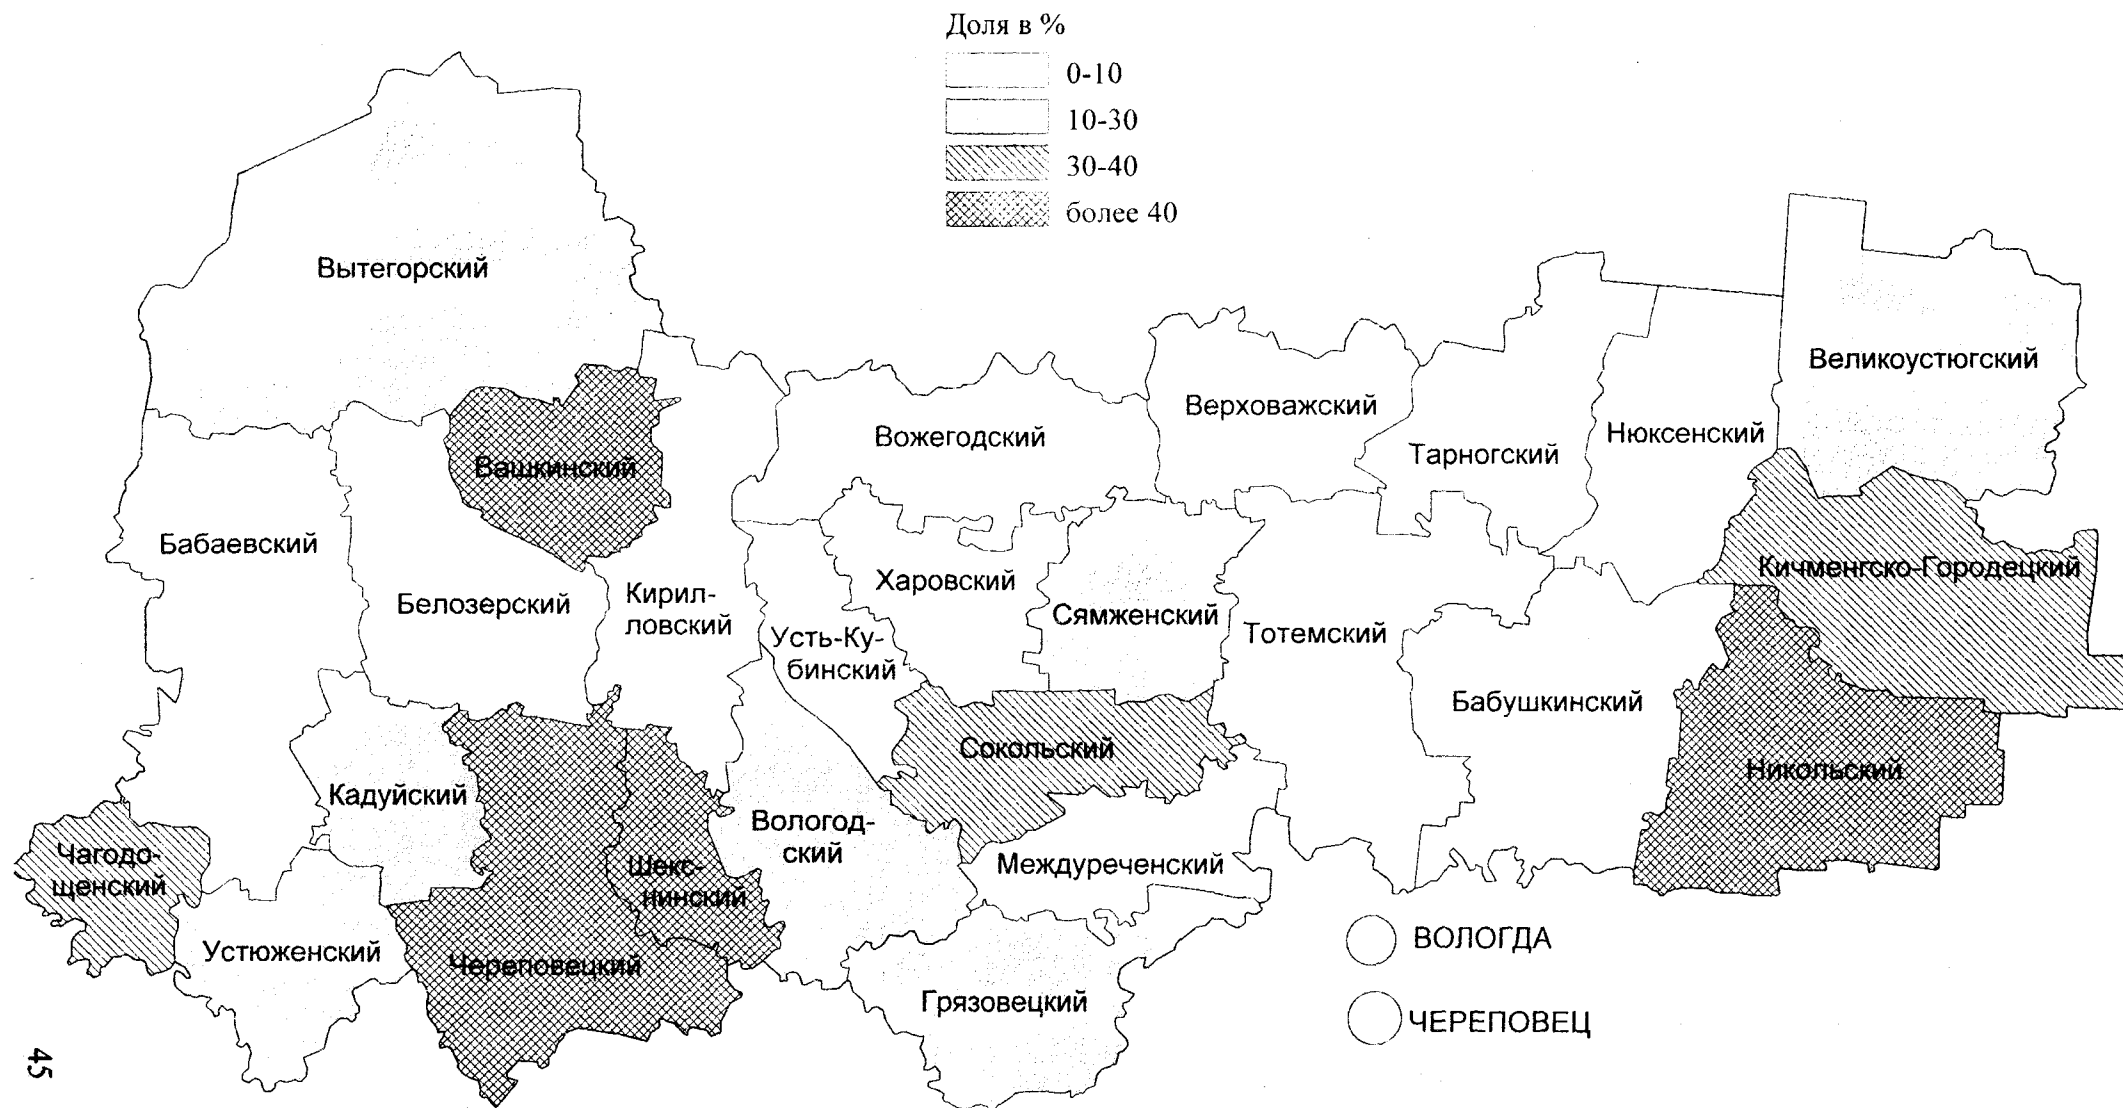 Доля в %
0-10
10-30
30-40
более 40
Вытегорский
Великоустюгский
Верховажский
Вожегодский
Нюксенский
Тарногский
Вашкинский
Бабаевский
Белозерский
Кирил-
ловский
Харовский
Сямженский
Кичменгско-Городецкий
Усть-Ку-
бинский
Тотемский
Бабушкинский
Сокольский
Никольский
Кадуйский
Вологод-
ский
Чагодо-
щенский
Шекс-
нинский
Междуреченский
Устюженский
Череповецкий
Грязовецкий
ВОЛОГДА
ЧЕРЕПОВЕЦ
45